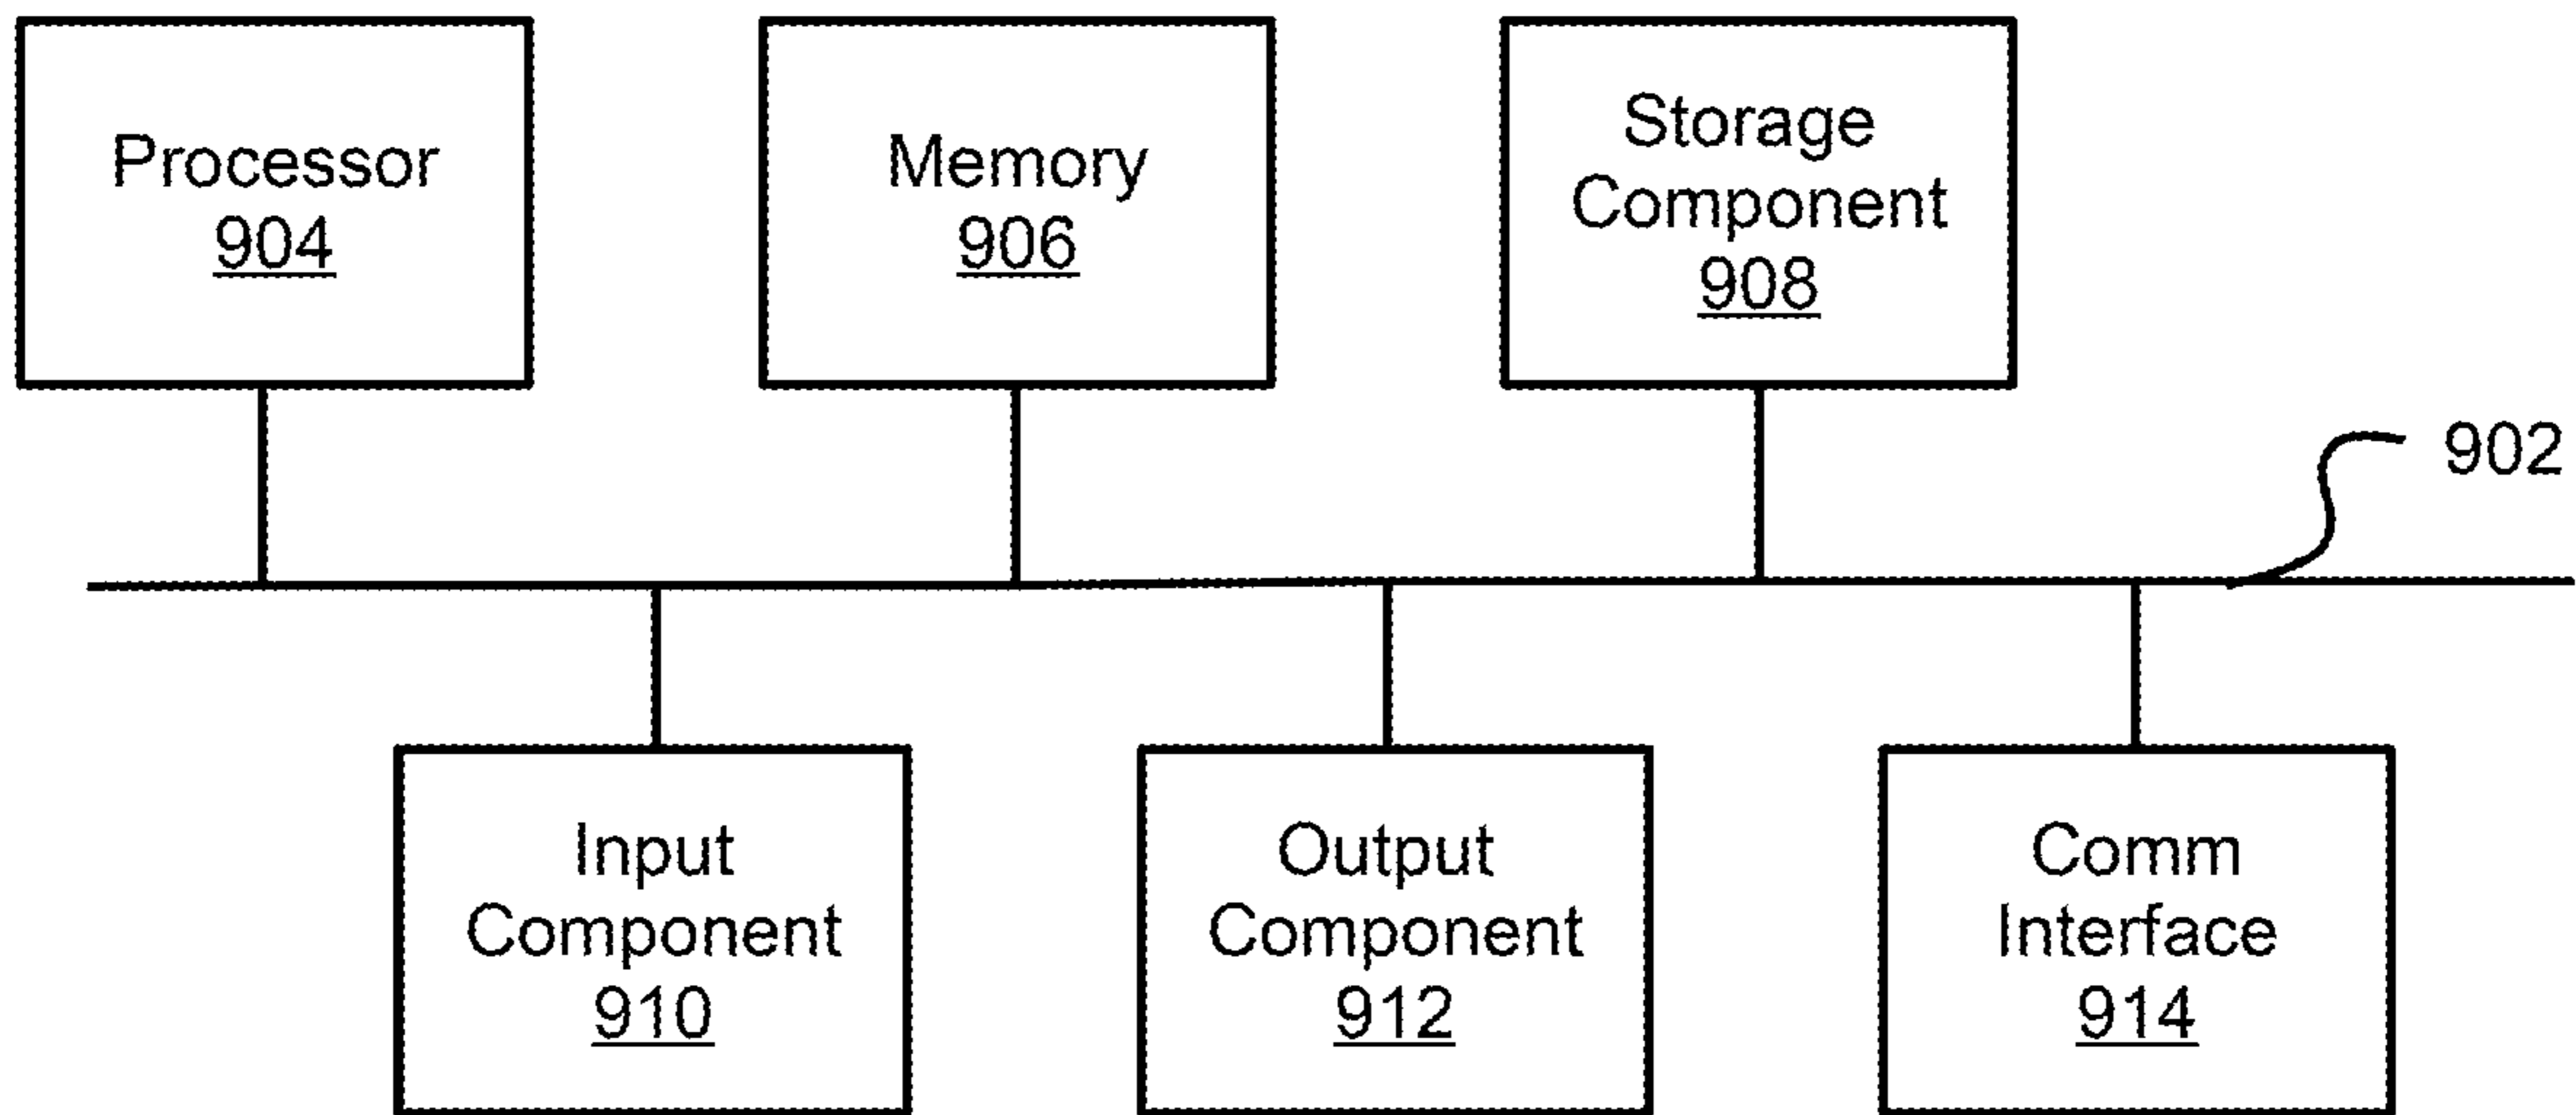 Processor
904
Memory
906
Storage
Component
908
902
Input
Component
910
Output
Component
912
Comm
Interface
914